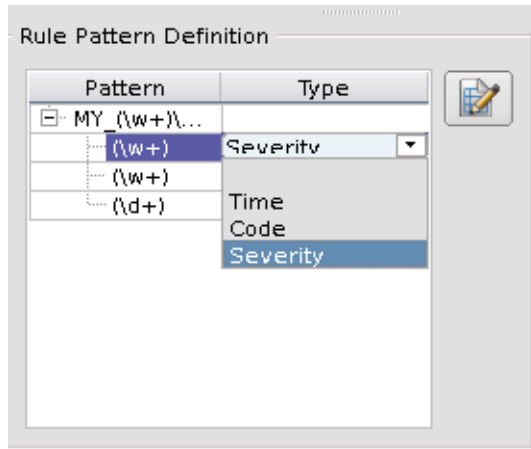 Rule Pattern Definition
Pattern Type
MY_(\w+)\...
(\w+) Severity
(\w+)
Time
(\d+)
Code
Severity